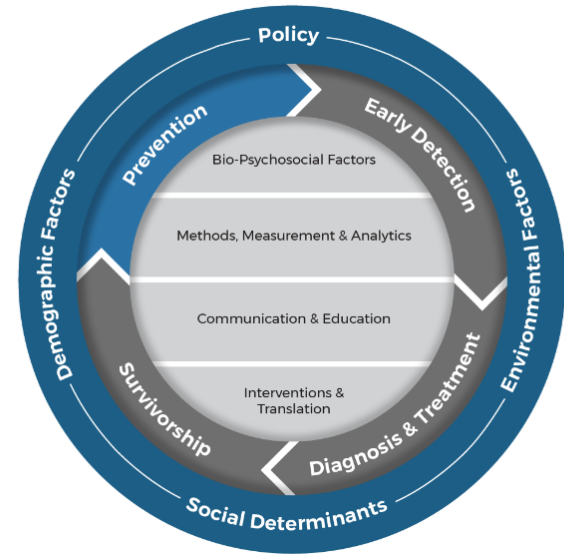 Policy
Environmental Factors
Social Determinants
Demographic Factors
Prevention
Early Detection
Diagnosis & Treatment
Survivorship
Bio-Psychosocial Factors
Methods, Measurement & Analytics
Communication & Education
Interventions &
Translation